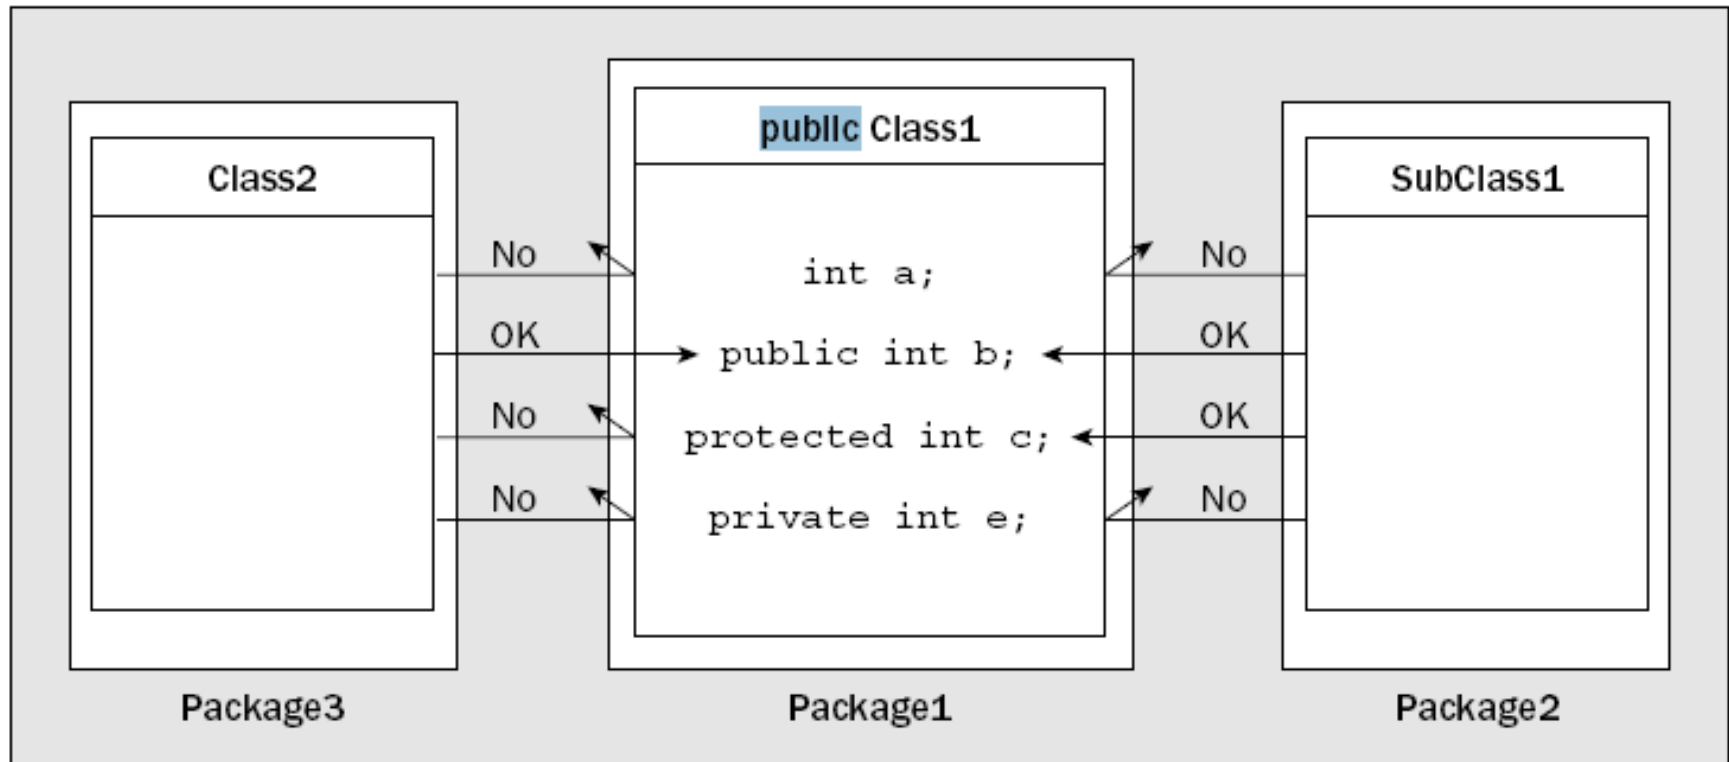 public Class1
Class2
SubClass1
No
No
int a;
OK
OK
public int b;
No
OK
protected int c;
No
No
private int e;
Package3
Package1
Package2